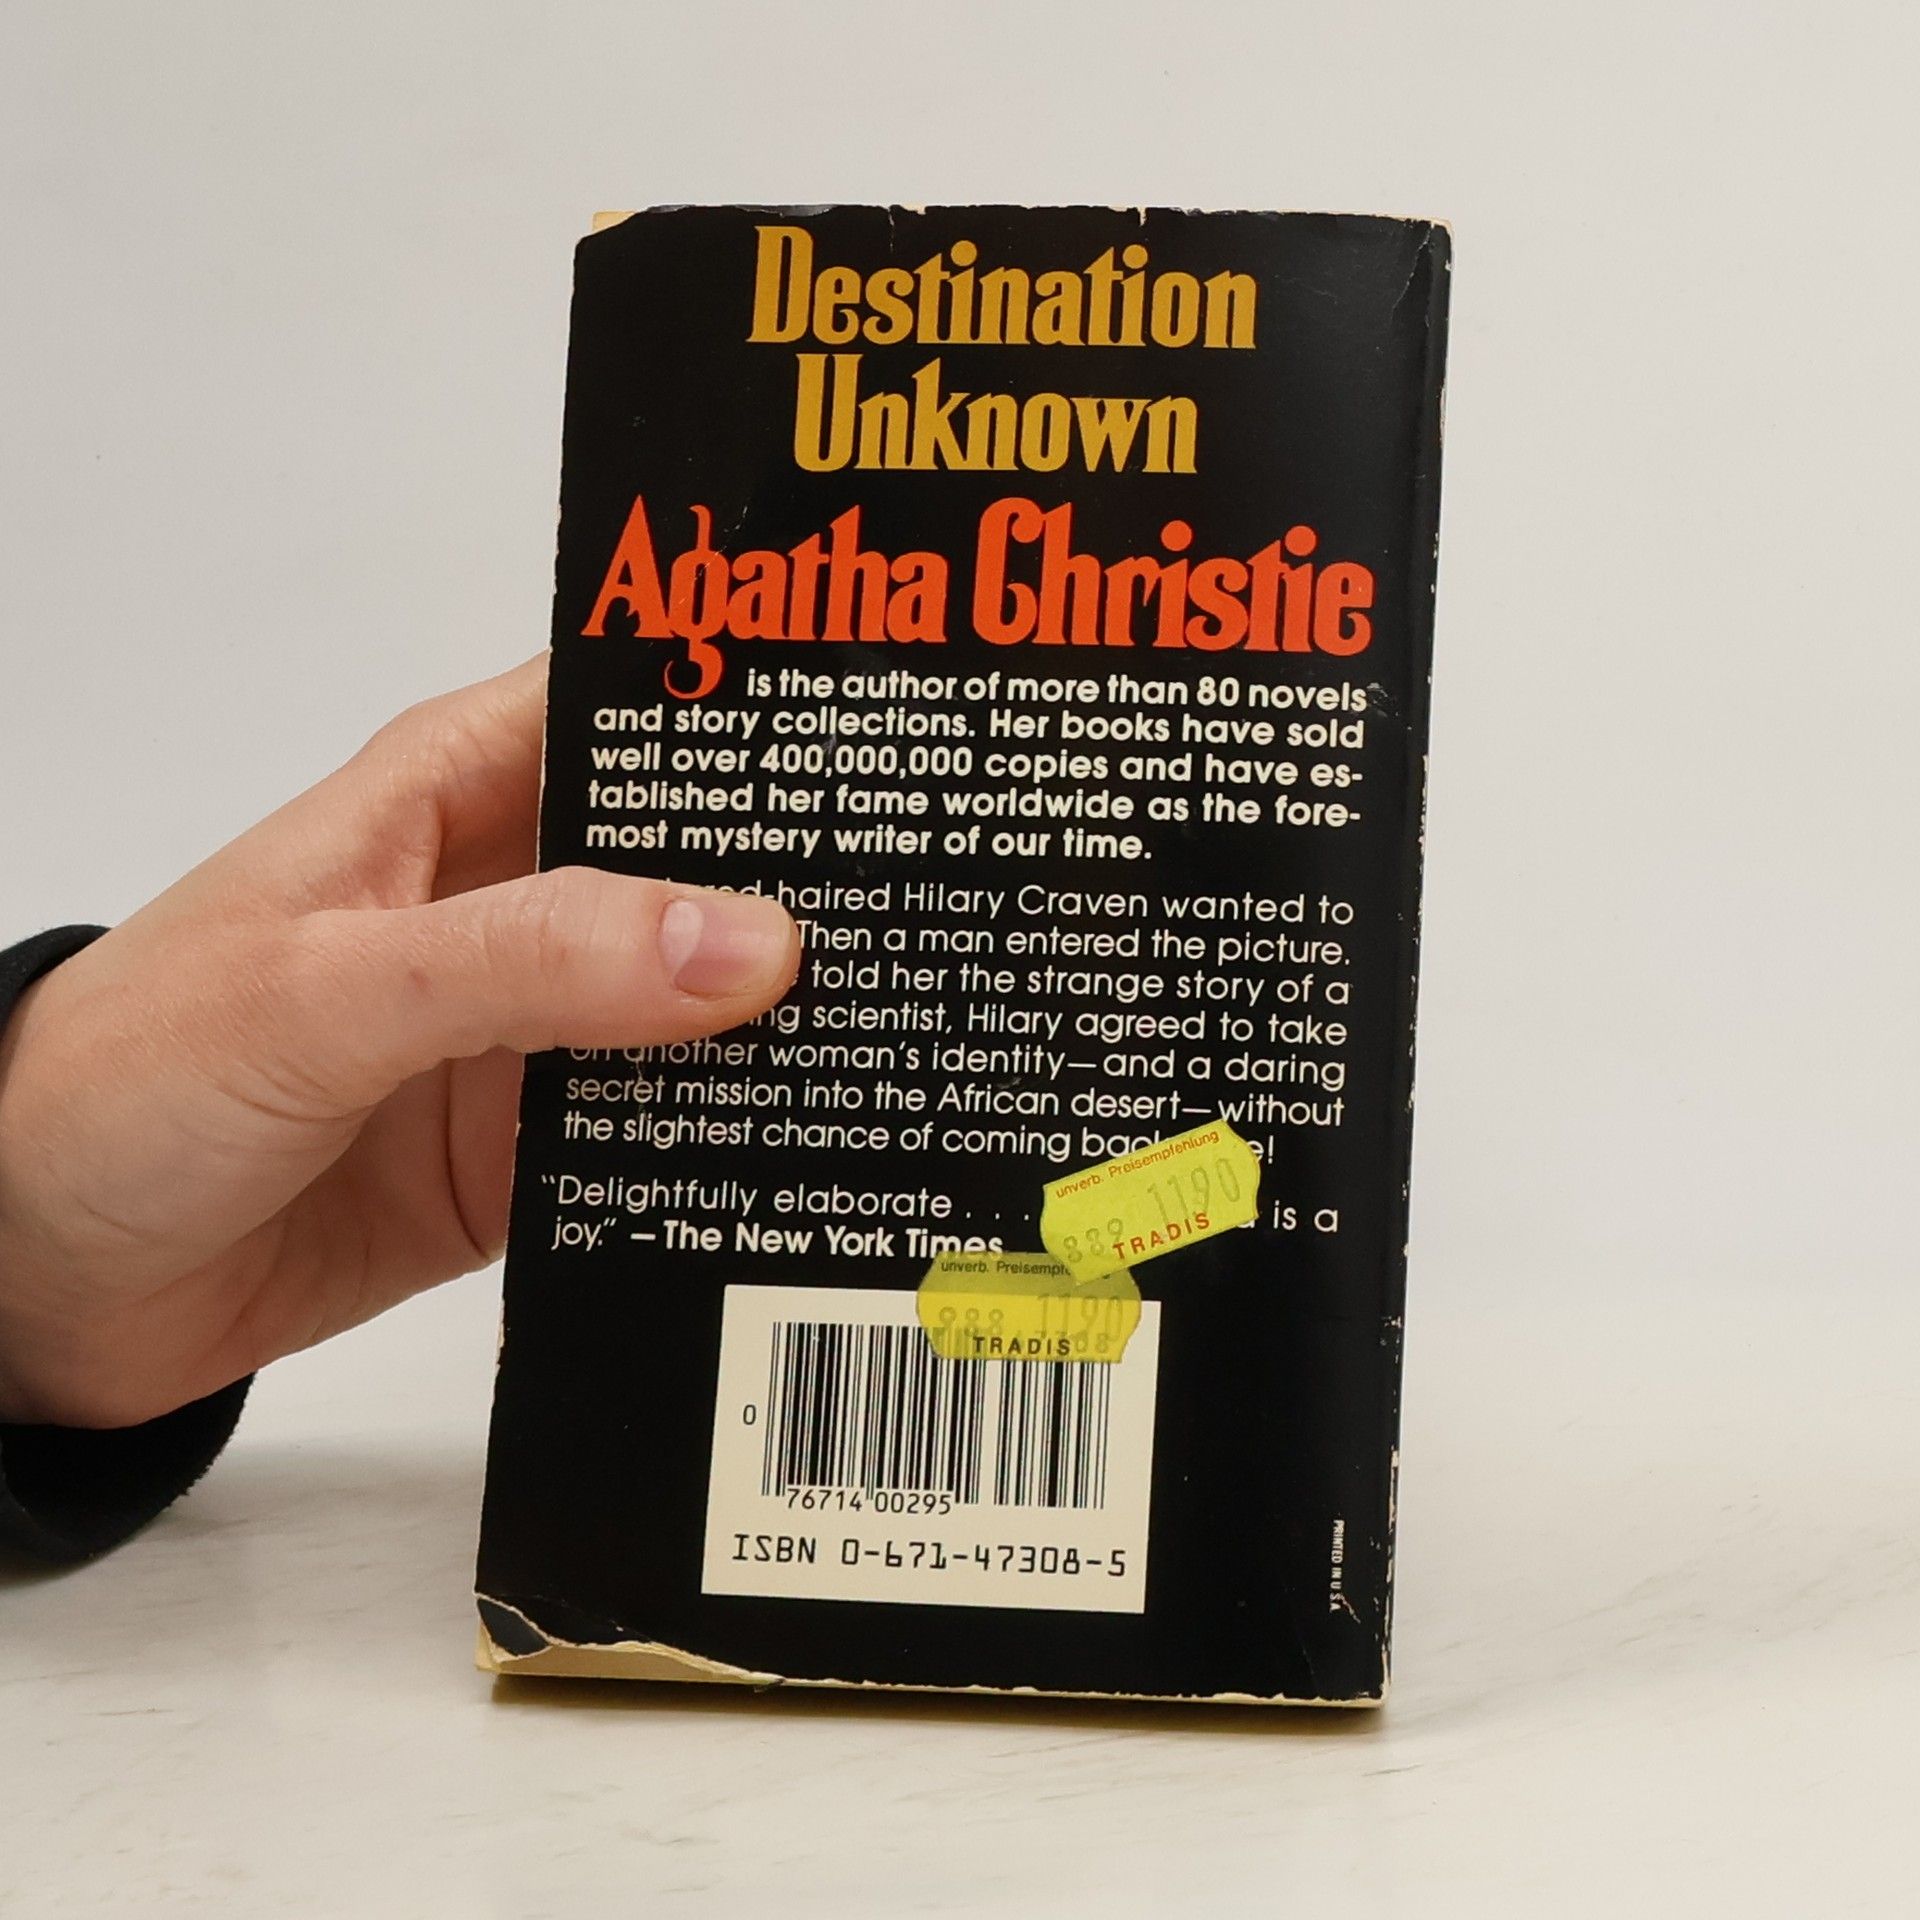 Destination
Unknown
Agatha Christie
is the author of more than 80 novels
and story collections. Her books have sold
well over 400,000,000 copies and have es-
tablished her fame worldwide as the fore-
most mystery writer of our time.
-haired Hilary Craven wanted to
Then a man entered the picture.
told her the strange story of a
scientist, Hilary agreed to take
on another woman's identity—and a daring
secret mission into the African desert—without
the slightest chance of coming
"Delightfully elaborate . . . is a
joy." —The New York Times
unverb. Preisempfehlung
889 1190
TRADIS
unverb.
888 1190
TRADIS
0
76714 00295
ISBN 0-671-47308-5
PRINTED IN U.S.A.